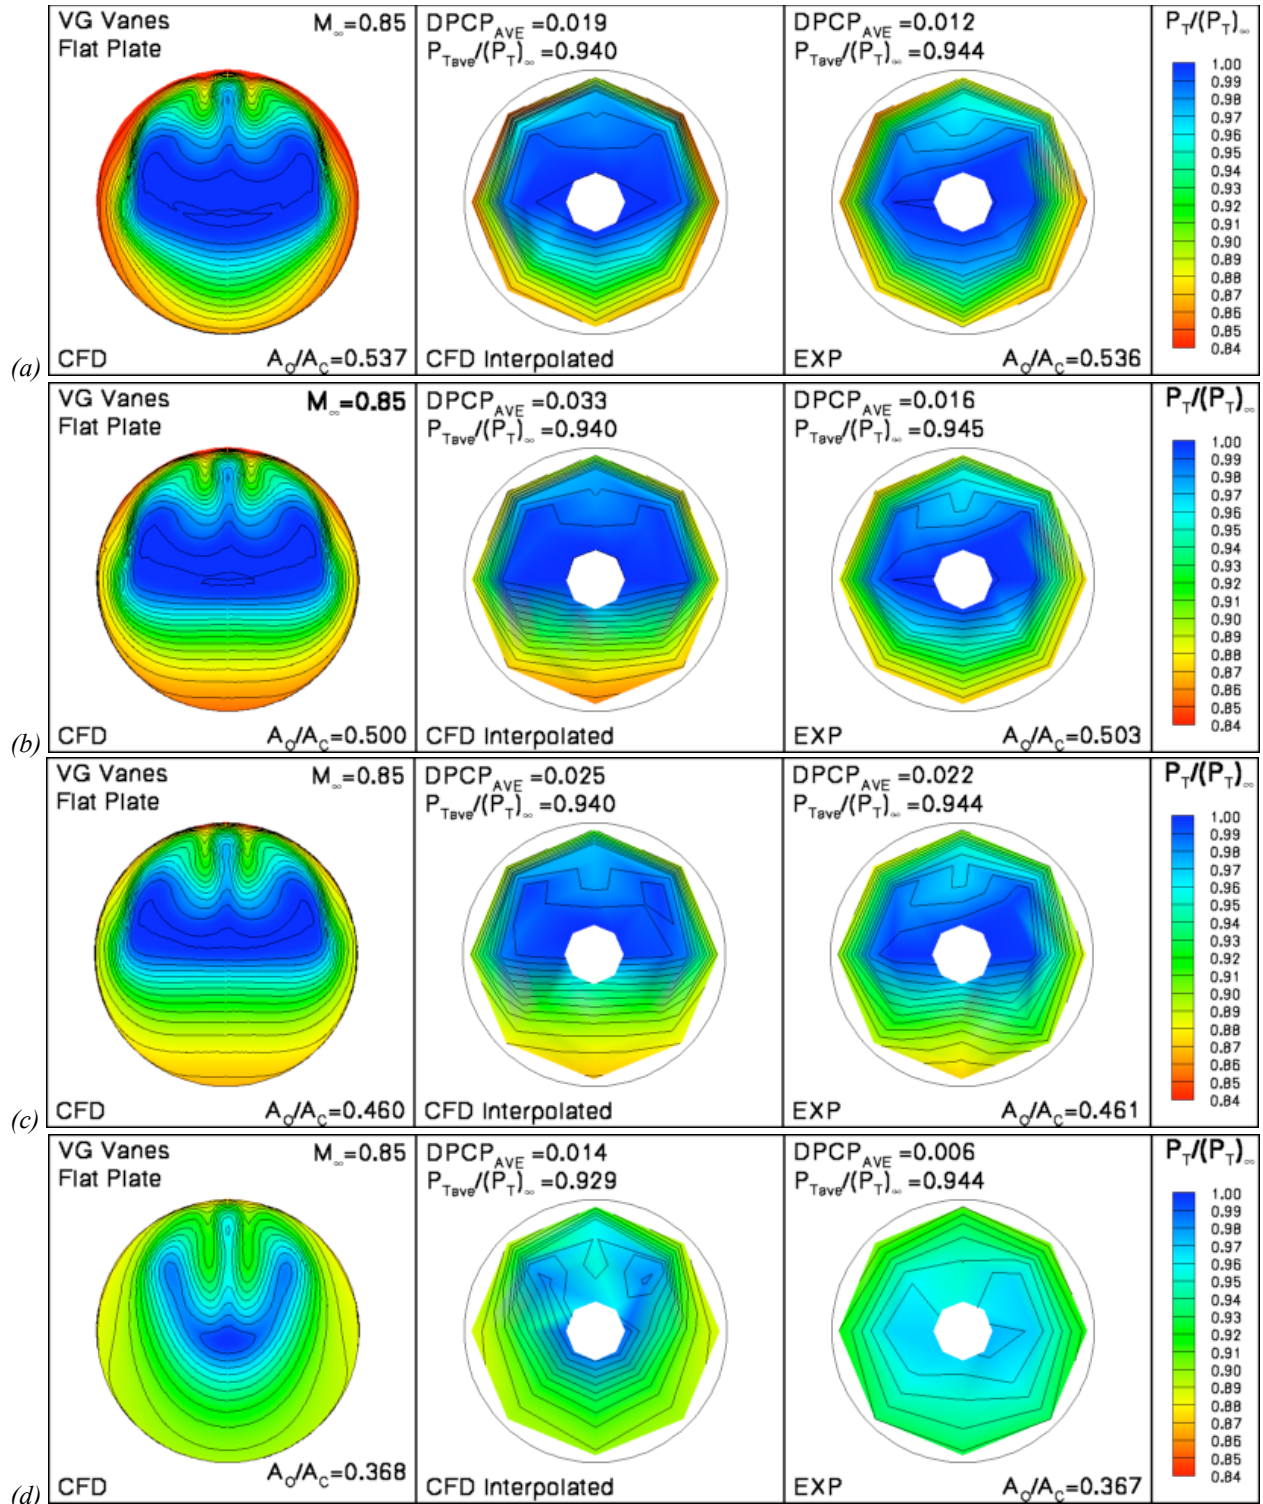 VG Vanes M∞=0.85
Flat Plate
DPCP_AVE =0.019
P_Tave/(P_T)∞ =0.940
DPCP_AVE =0.012
P_Tave/(P_T)∞ =0.944
P_T/(P_T)∞
1.00
0.99
0.98
0.97
0.96
0.95
0.94
0.93
0.92
0.91
0.90
0.89
0.88
0.87
0.86
0.85
0.84
(a)
CFD A_O/A_C=0.537
CFD Interpolated
EXP A_O/A_C=0.536
VG Vanes M∞=0.85
Flat Plate
DPCP_AVE =0.033
P_Tave/(P_T)∞ =0.940
DPCP_AVE =0.016
P_Tave/(P_T)∞ =0.945
P_T/(P_T)∞
1.00
0.99
0.98
0.97
0.96
0.95
0.94
0.93
0.92
0.91
0.90
0.89
0.88
0.87
0.86
0.85
0.84
(b)
CFD A_O/A_C=0.500
CFD Interpolated
EXP A_O/A_C=0.503
VG Vanes M∞=0.85
Flat Plate
DPCP_AVE =0.025
P_Tave/(P_T)∞ =0.940
DPCP_AVE =0.022
P_Tave/(P_T)∞ =0.944
P_T/(P_T)∞
1.00
0.99
0.98
0.97
0.96
0.95
0.94
0.93
0.92
0.91
0.90
0.89
0.88
0.87
0.86
0.85
0.84
(c)
CFD A_O/A_C=0.460
CFD Interpolated
EXP A_O/A_C=0.461
VG Vanes M∞=0.85
Flat Plate
DPCP_AVE =0.014
P_Tave/(P_T)∞ =0.929
DPCP_AVE =0.006
P_Tave/(P_T)∞ =0.944
P_T/(P_T)∞
1.00
0.99
0.98
0.97
0.96
0.95
0.94
0.93
0.92
0.91
0.90
0.89
0.88
0.87
0.86
0.85
0.84
(d)
CFD A_O/A_C=0.368
CFD Interpolated
EXP A_O/A_C=0.367